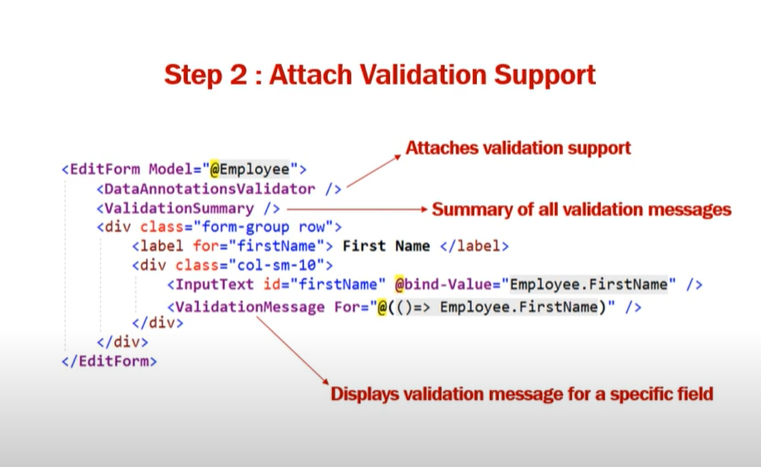 Step 2 : Attach Validation Support
Attaches validation support
<EditForm Model="@Employee">
<DataAnnotationsValidator />
<ValidationSummary />
Summary of all validation messages
<div class="form-group row">
<label for="firstName"> First Name </label>
<div class="col-sm-10">
<InputText id="firstName" @bind-Value="Employee.FirstName" />
<ValidationMessage For="@(()=> Employee.FirstName)" />
</div>
</div>
</EditForm>
Displays validation message for a specific field